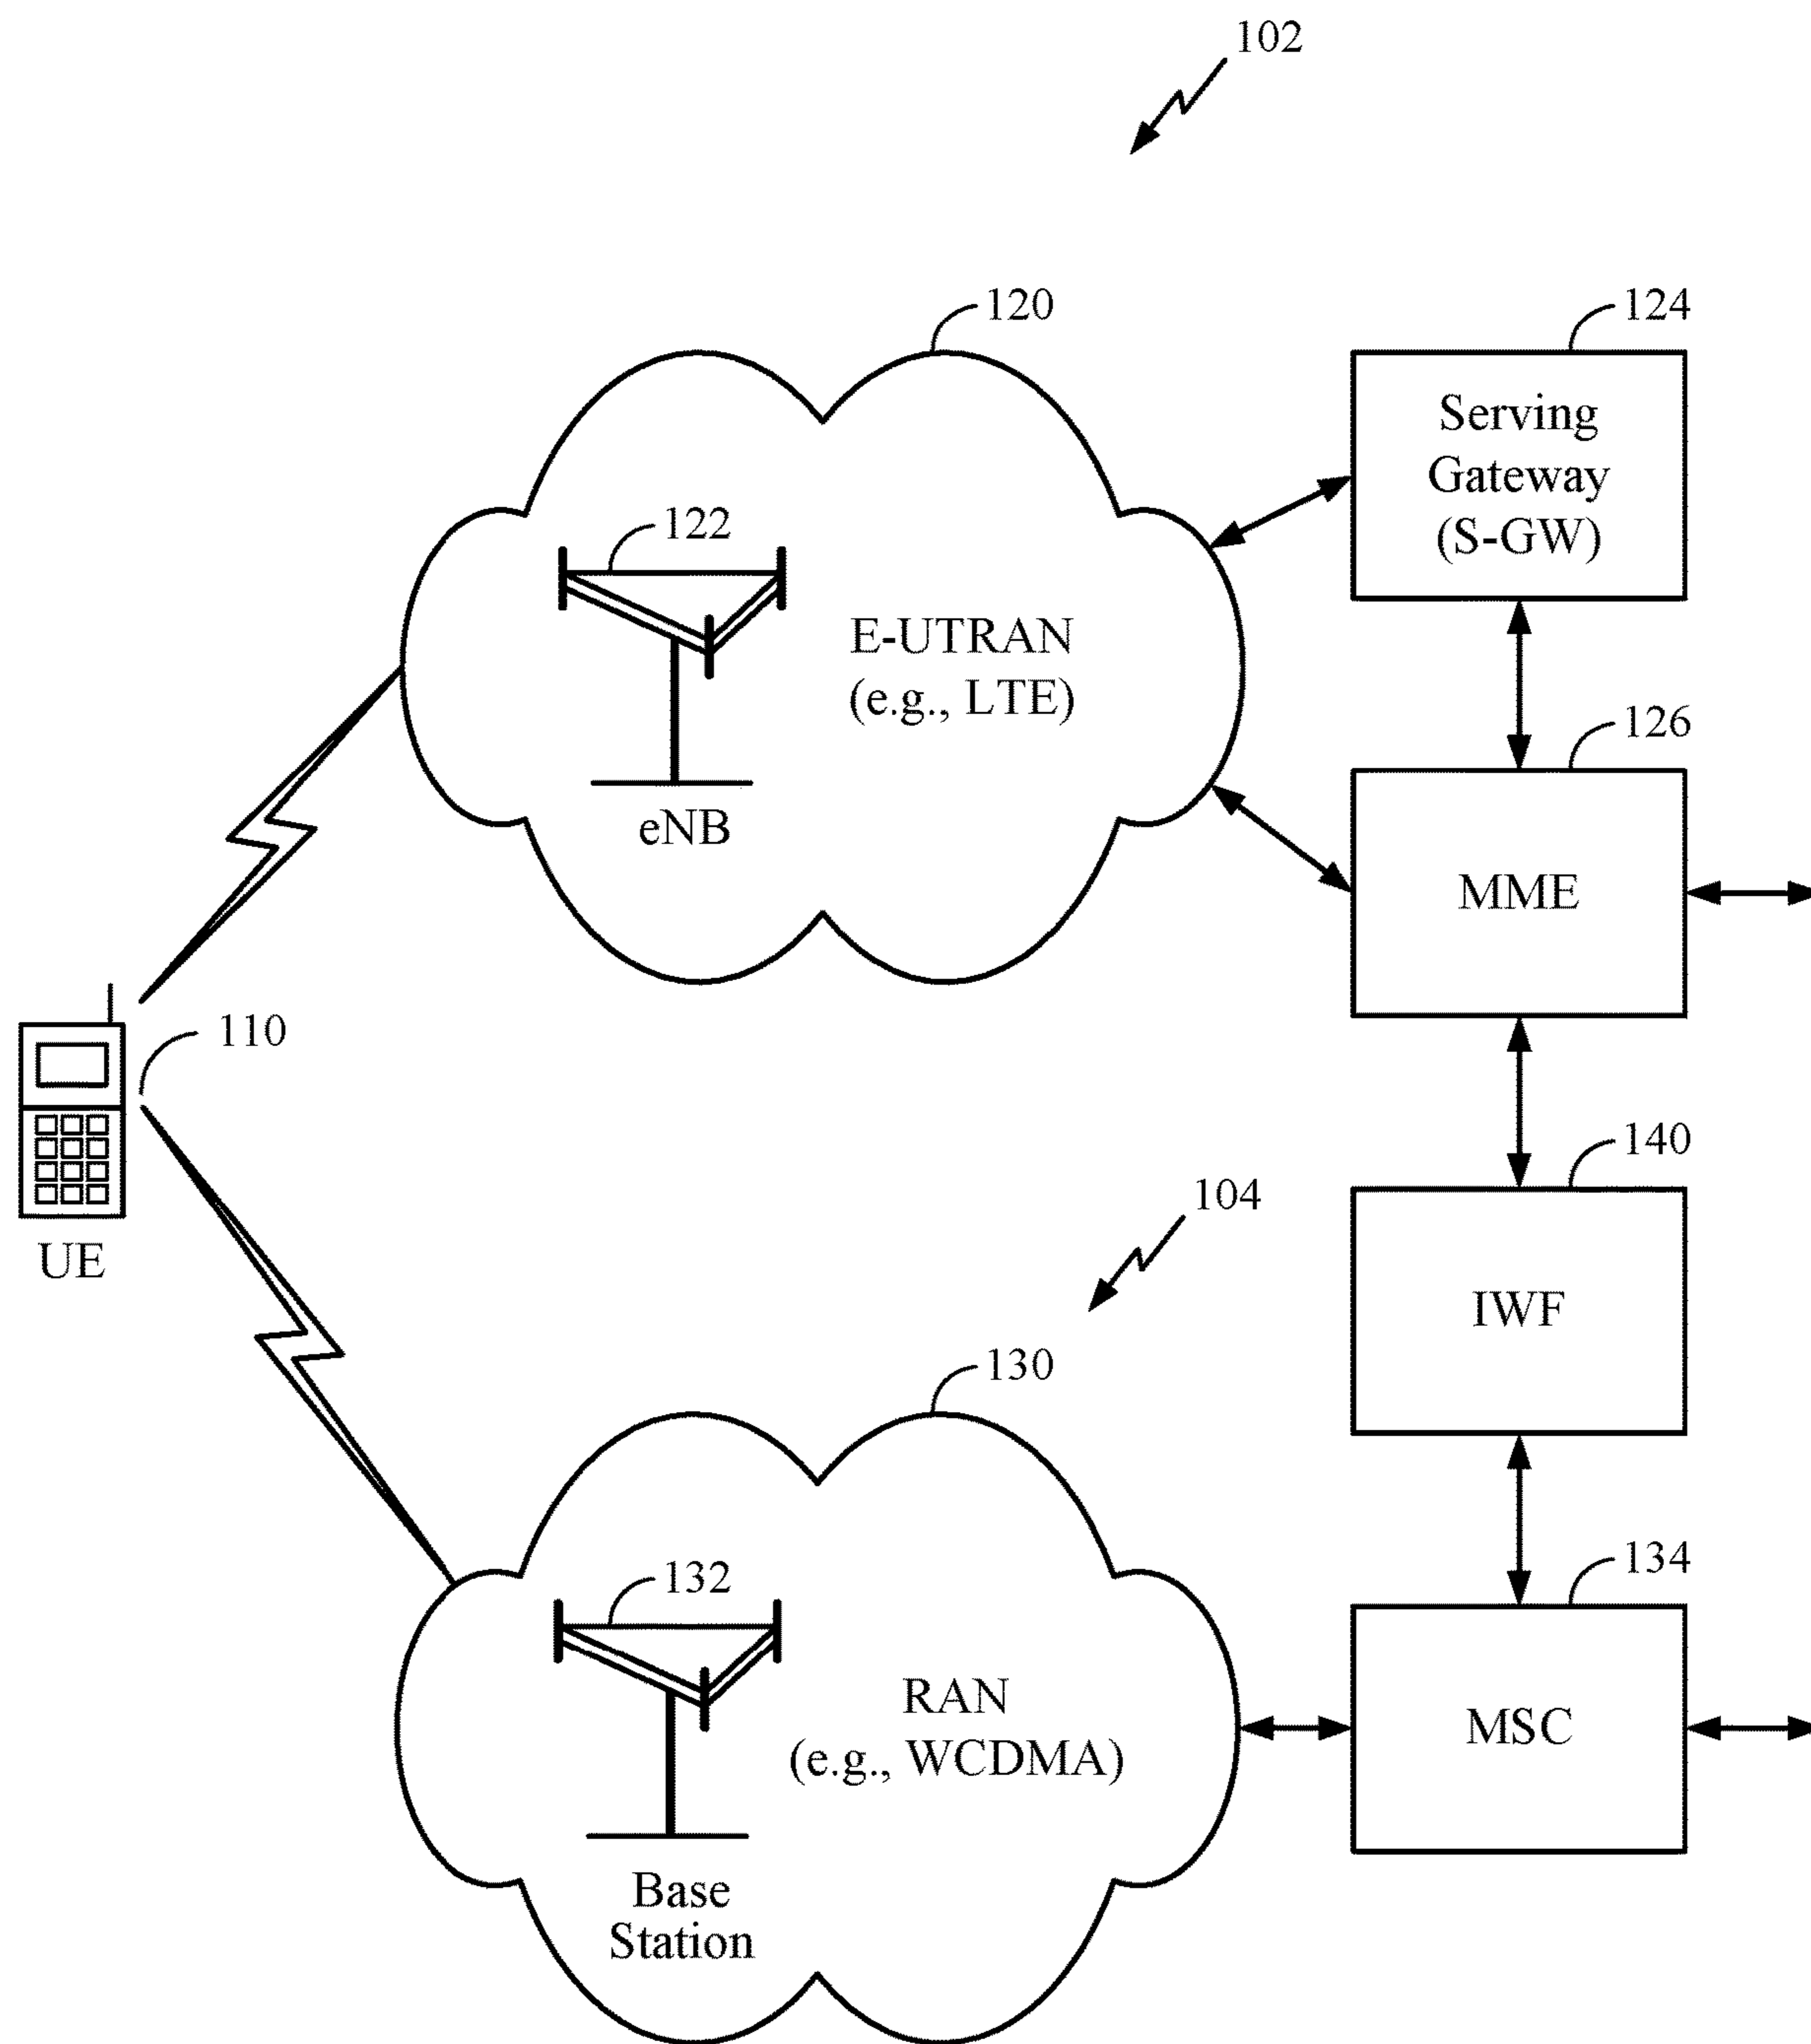 102
120
124
Serving
Gateway
(S-GW)
122
E-UTRAN
(e.g., LTE)
eNB
126
MME
110
UE
140
IWF
104
130
134
132
RAN
(e.g., WCDMA)
MSC
Base
Station